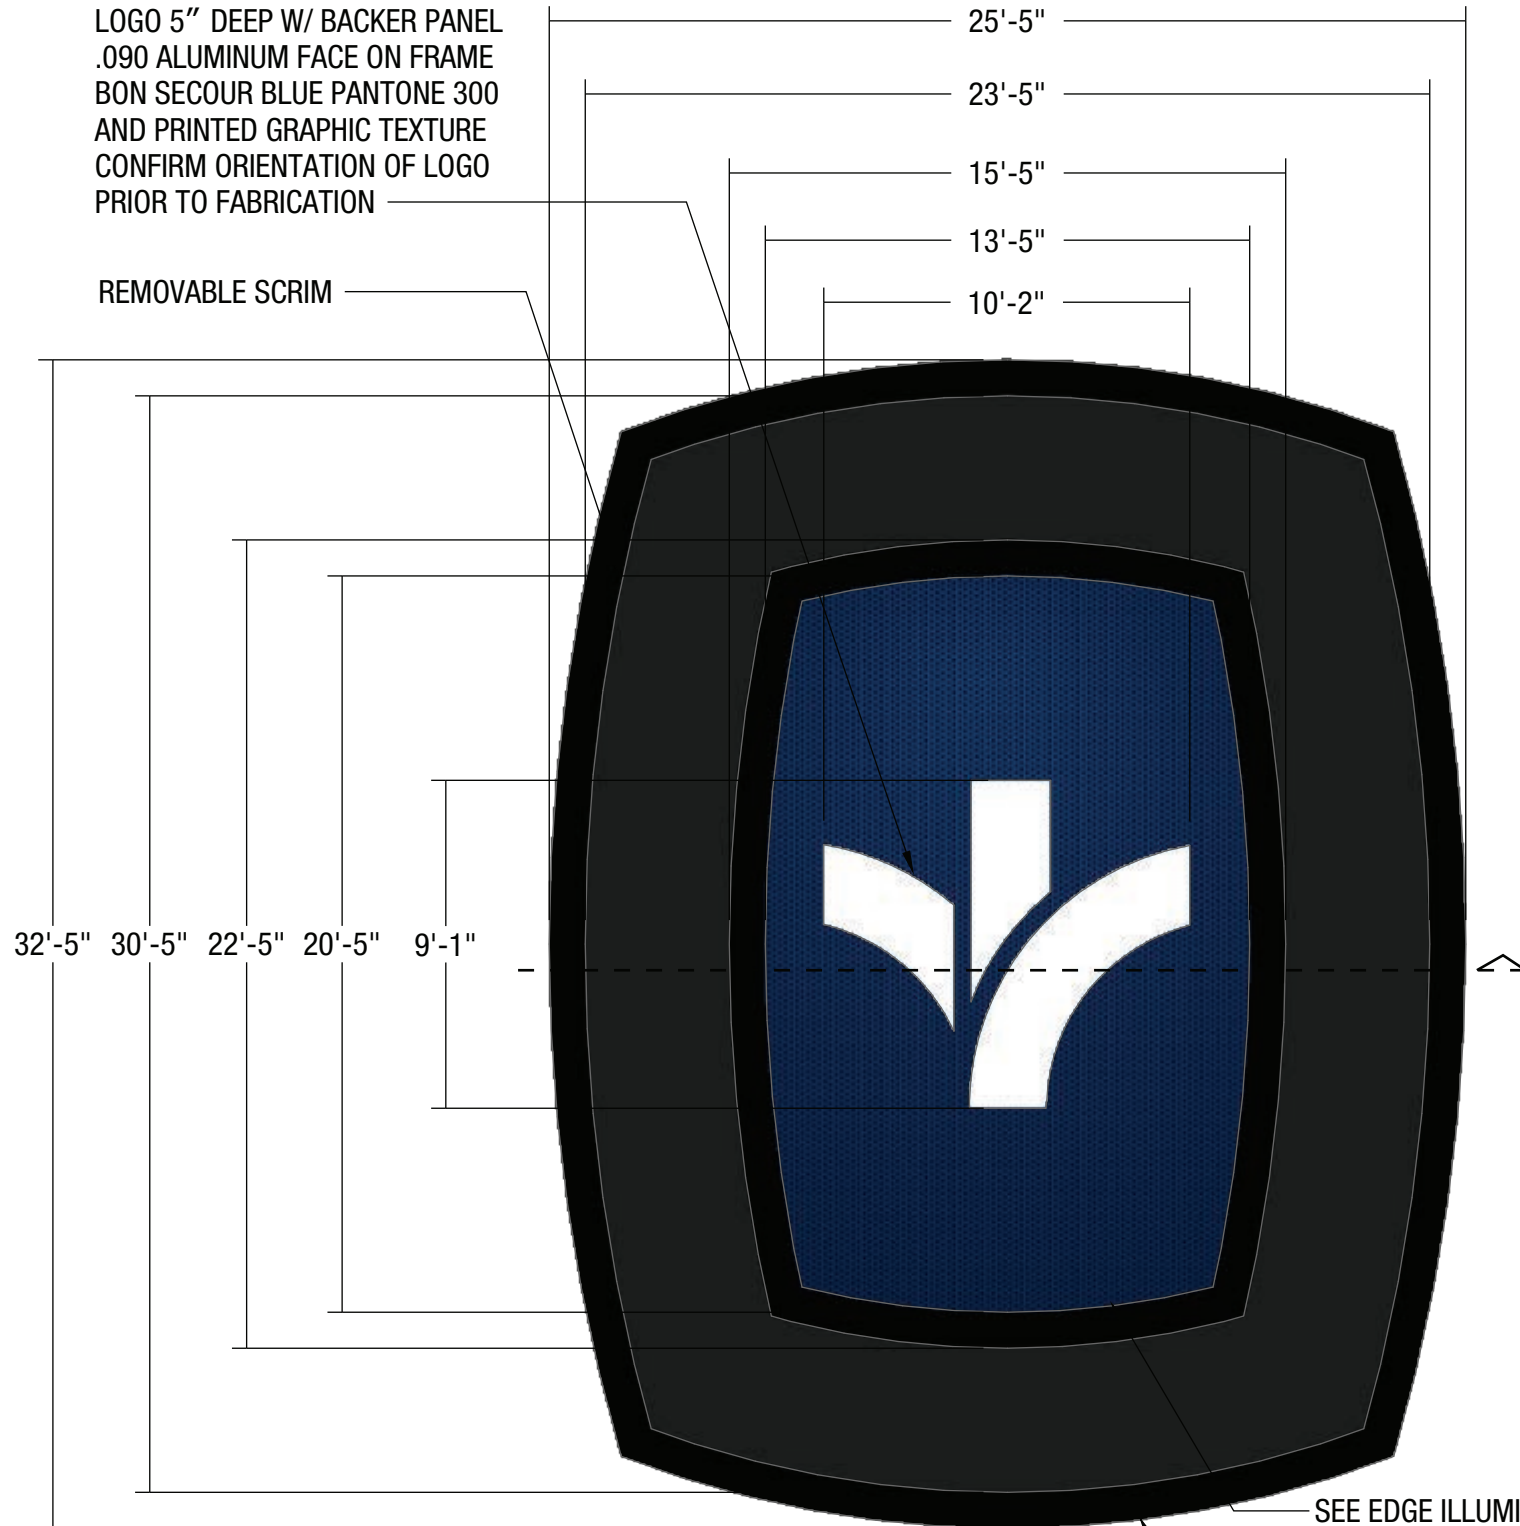 LOGO 5″ DEEP W/ BACKER PANEL
.090 ALUMINUM FACE ON FRAME
BON SECOUR BLUE PANTONE 300
AND PRINTED GRAPHIC TEXTURE
CONFIRM ORIENTATION OF LOGO
PRIOR TO FABRICATION
REMOVABLE SCRIM
25'-5"
23'-5"
15'-5"
13'-5"
10'-2"
32'-5" 30'-5" 22'-5" 20'-5" 9'-1"
SEE EDGE ILLUMI